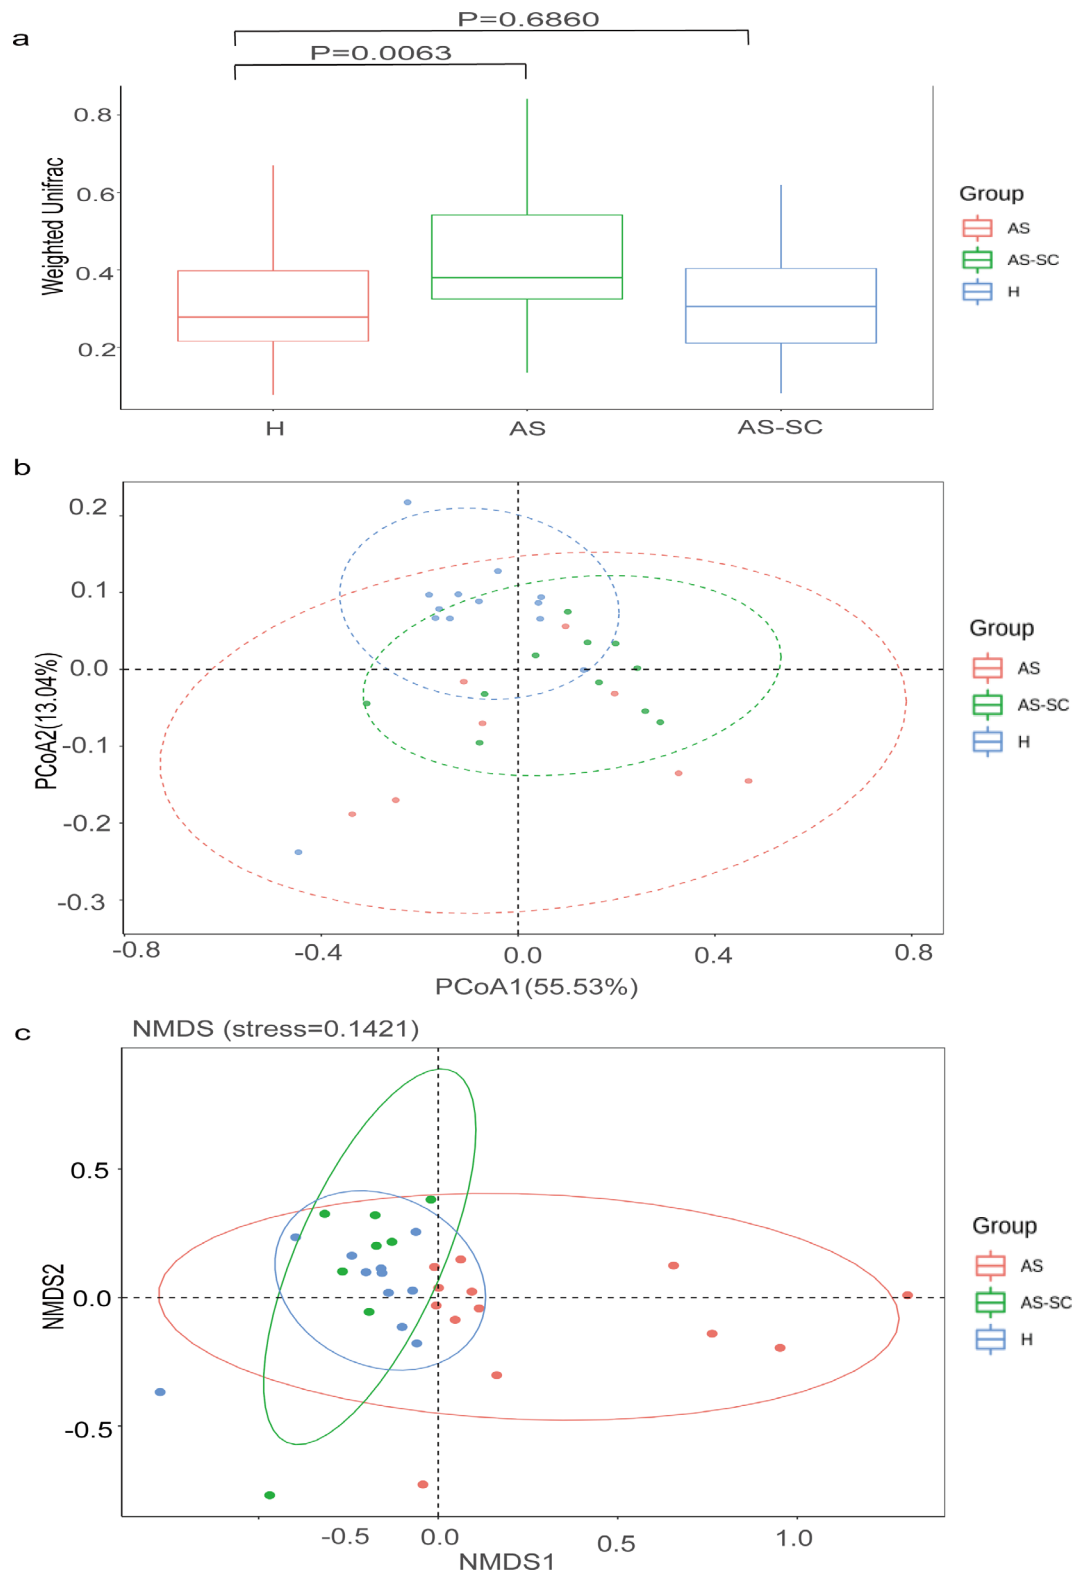 a
P=0.6860
P=0.0063
Weighted Unifrac
0.8
0.6
0.4
0.2
H
AS
AS-SC
Group
AS
AS-SC
H
b
PCoA2(13.04%)
0.2
0.1
0.0
-0.1
-0.2
-0.3
-0.8
-0.4
0.0
0.4
0.8
PCoA1(55.53%)
Group
AS
AS-SC
H
c
NMDS (stress=0.1421)
NMDS2
0.5
0.0
-0.5
-0.5
0.0
0.5
1.0
NMDS1
Group
AS
AS-SC
H